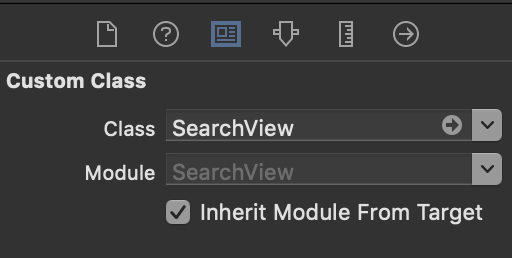 Custom Class
Class SearchView
Module SearchView
Inherit Module From Target